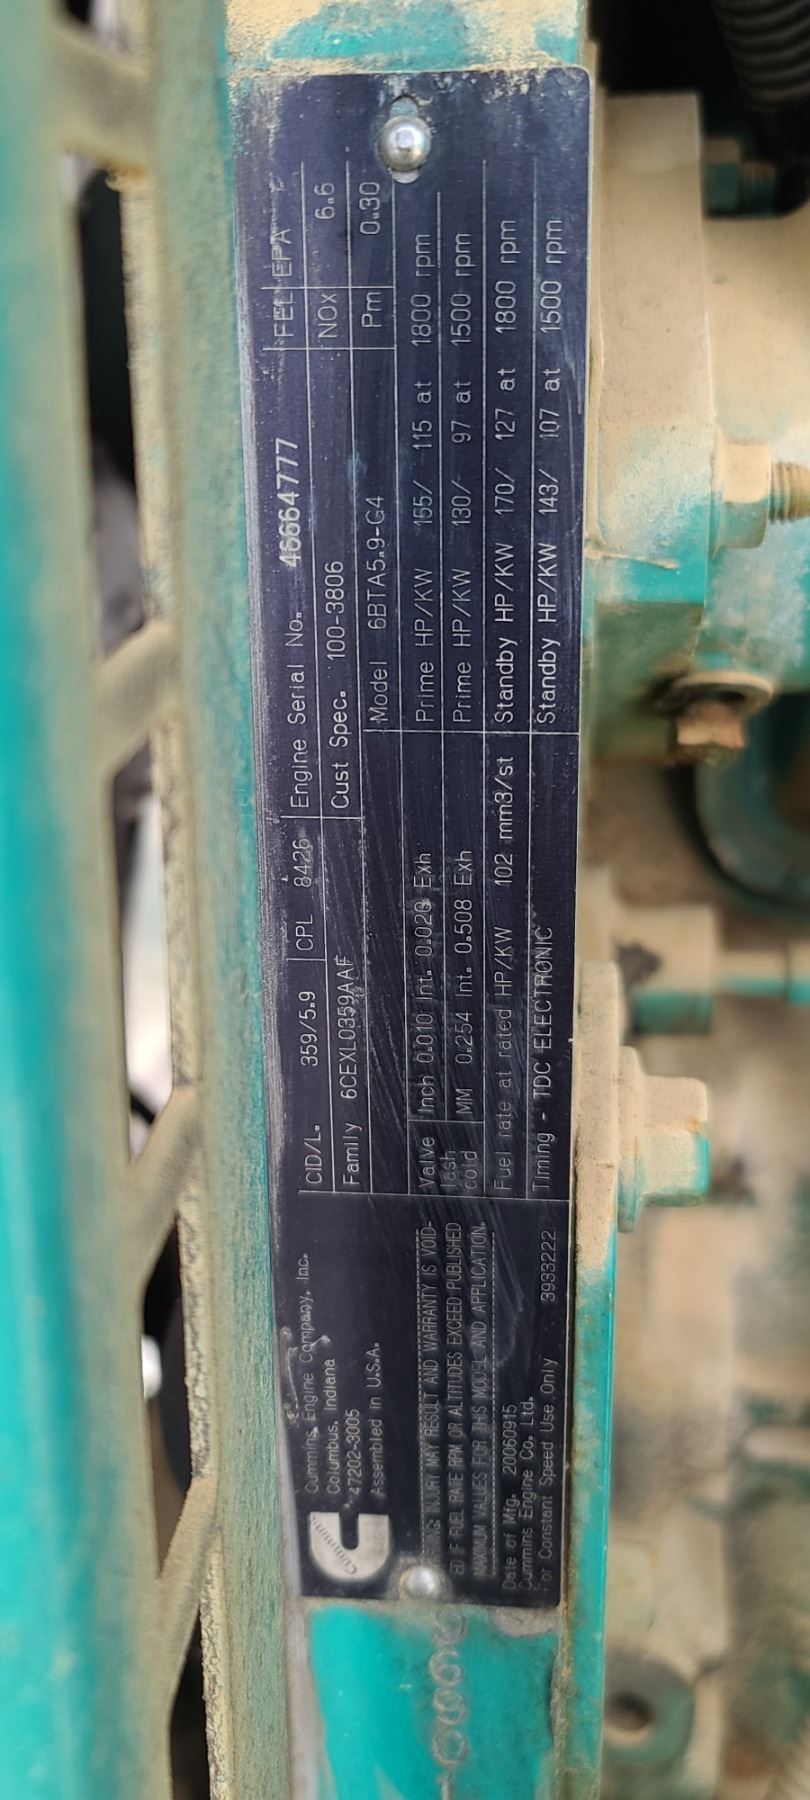 Cummins
Cummins Engine Company, Inc.
Columbus, Indiana
47202-3005
Assembled in U.S.A.
INJURY MAY RESULT AND WARRANTY IS VOID-
ED IF FUEL RATE RPM OR ALTITUDES EXCEED PUBLISHED
MAXIMUM VALUES FOR THIS MODEL AND APPLICATION.
Date of Mfg. 20060915
Cummins Engine Co. Ltd.
For Constant Speed Use Only 3933222
CID/L. 359/5.9 CPL 8426 Engine Serial No. 46664777 FEL EPA
Family 6CEXL0359AAF Cust Spec. 100-3806 NOx 6.6
Model 6BTA5.9-G4 Pm 0.30
Valve lash cold Inch 0.010 Int. 0.020 Exh Prime HP/KW 155/ 115 at 1800 rpm
MM 0.254 Int. 0.508 Exh Prime HP/KW 130/ 97 at 1500 rpm
Fuel rate at rated HP/KW 102 mm3/st Standby HP/KW 170/ 127 at 1800 rpm
Timing - TDC ELECTRONIC Standby HP/KW 143/ 107 at 1500 rpm